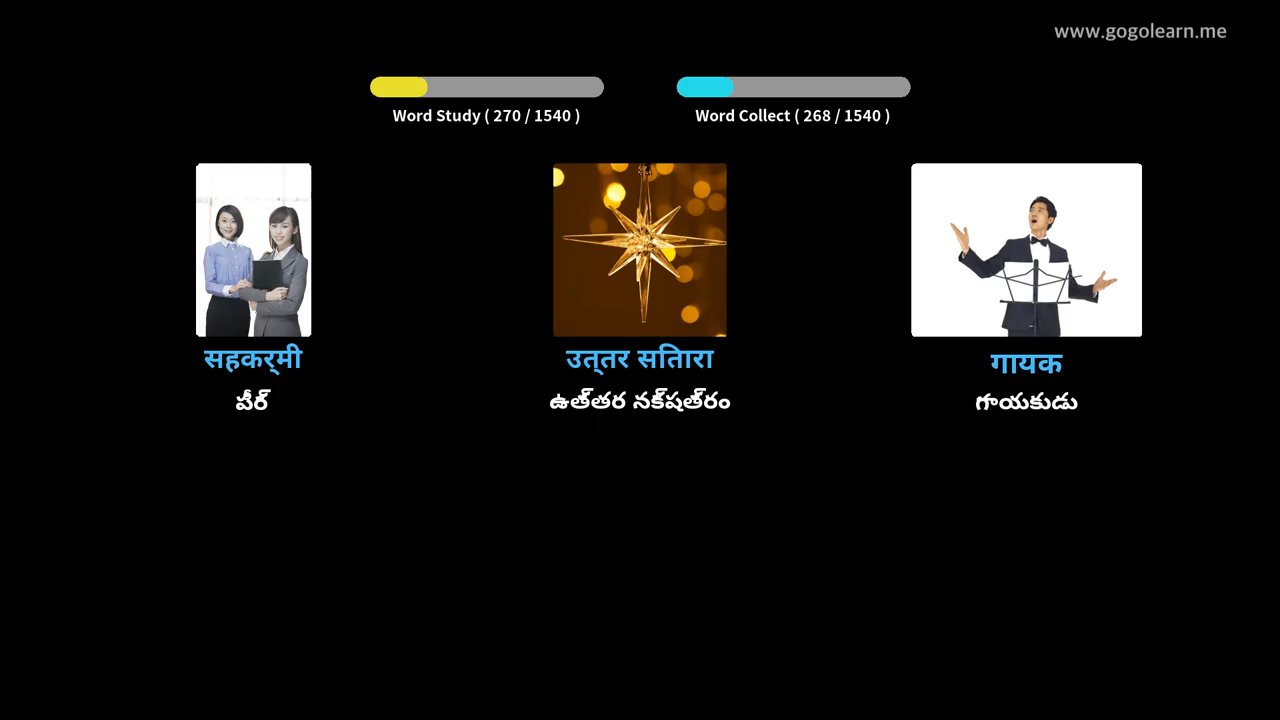 www.gogolearn.me
Word Study ( 270 / 1540 )
Word Collect ( 268 / 1540 )
सहकर्मी
उत्तर सितारा
गायक
పీర్
ఉత్తర నక్షత్రం
గాయకుడు